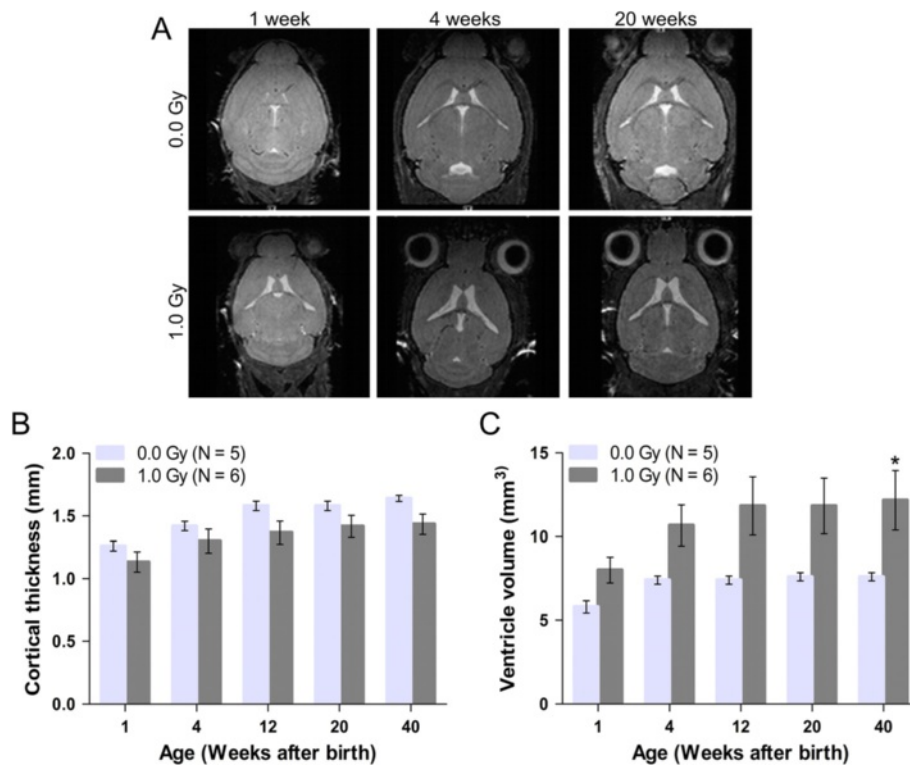 A
1 week
4 weeks
20 weeks
0.0 Gy
1.0 Gy
B
0.0 Gy (N = 5)
1.0 Gy (N = 6)
Cortical thickness (mm)
2.0
1.5
1.0
0.5
0.0
1 4 12 20 40
Age (Weeks after birth)
C
0.0 Gy (N = 5)
1.0 Gy (N = 6)
Ventricle volume (mm³)
15
10
5
0
*
1 4 12 20 40
Age (Weeks after birth)